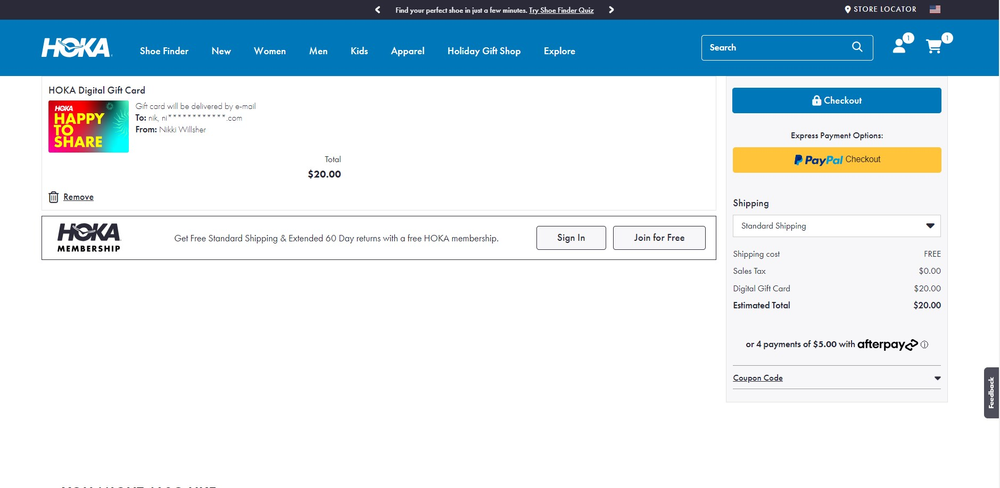 Find your perfect shoe in just a few minutes. Try Shoe Finder Quiz
STORE LOCATOR
HOKA
Shoe Finder
New
Women
Men
Kids
Apparel
Holiday Gift Shop
Explore
Search
1
1
HOKA Digital Gift Card
HOKA
HAPPY
TO
SHARE
Gift card will be delivered by e-mail
To: nik, ni************.com
From: Nikki Willsher
Total
$20.00
Remove
HOKA
MEMBERSHIP
Get Free Standard Shipping & Extended 60 Day returns with a free HOKA membership.
Sign In
Join for Free
Checkout
Express Payment Options:
PayPal Checkout
Shipping
Standard Shipping
Shipping cost FREE
Sales Tax $0.00
Digital Gift Card $20.00
Estimated Total $20.00
or 4 payments of $5.00 with afterpay
Coupon Code
Feedback